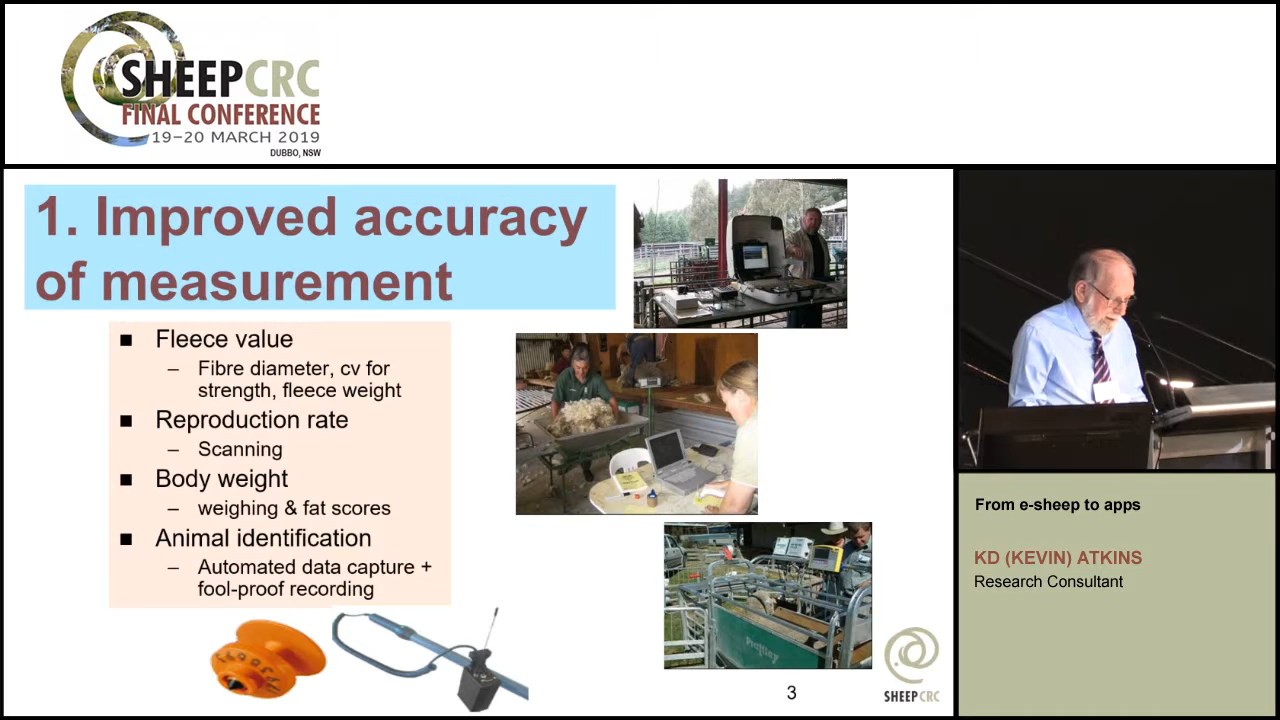 SHEEPCRC
FINAL CONFERENCE
19–20 MARCH 2019
DUBBO, NSW
1. Improved accuracy
of measurement
■ Fleece value
– Fibre diameter, cv for
strength, fleece weight
■ Reproduction rate
– Scanning
■ Body weight
– weighing & fat scores
■ Animal identification
– Automated data capture +
fool-proof recording
3
SHEEPCRC
From e-sheep to apps
KD (KEVIN) ATKINS
Research Consultant